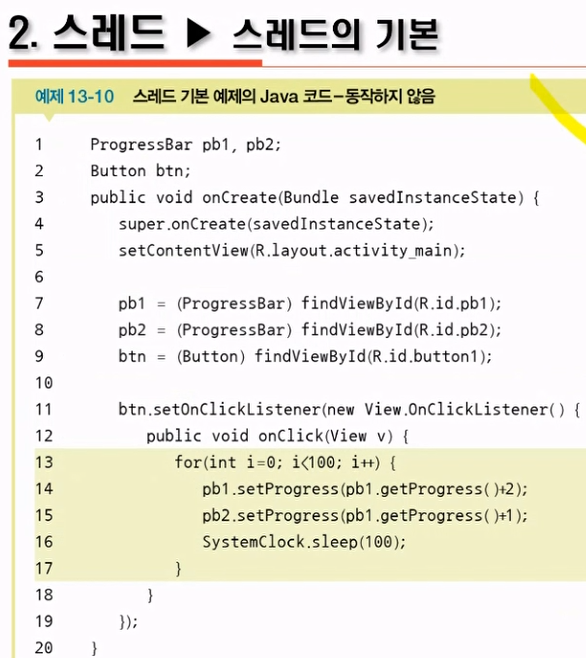 2. 스레드 ▶ 스레드의 기본
예제 13-10 스레드 기본 예제의 Java 코드-동작하지 않음
1 ProgressBar pb1, pb2;
2 Button btn;
3 public void onCreate(Bundle savedInstanceState) {
4 super.onCreate(savedInstanceState);
5 setContentView(R.layout.activity_main);
6
7 pb1 = (ProgressBar) findViewById(R.id.pb1);
8 pb2 = (ProgressBar) findViewById(R.id.pb2);
9 btn = (Button) findViewById(R.id.button1);
10
11 btn.setOnClickListener(new View.OnClickListener() {
12 public void onClick(View v) {
13 for(int i=0; i<100; i++) {
14 pb1.setProgress(pb1.getProgress()+2);
15 pb2.setProgress(pb1.getProgress()+1);
16 SystemClock.sleep(100);
17 }
18 }
19 });
20 }